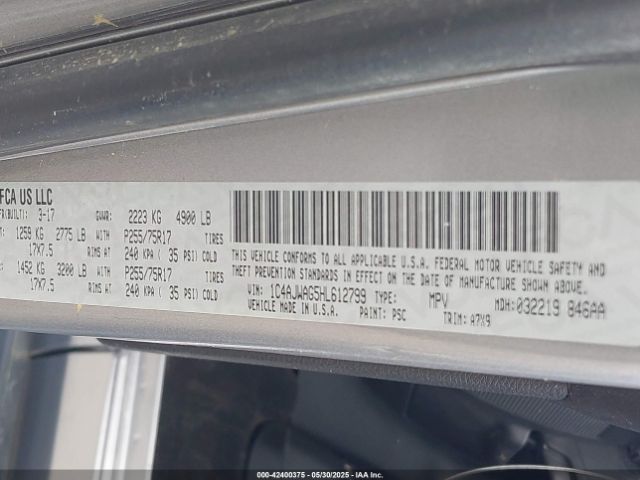 FCA US LLC
FR(BUILT): 3-17 GVWR: 2223 KG 4900 LB
1259 KG 2775 LB WITH P255/75R17 TIRES
17X7.5 RIMS AT 240 KPA ( 35 PSI) COLD
1452 KG 3200 LB WITH P255/75R17 TIRES
17X7.5 RIMS AT 240 KPA ( 35 PSI) COLD
THIS VEHICLE CONFORMS TO ALL APPLICABLE U.S.A. FEDERAL MOTOR VEHICLE SAFETY AND
THEFT PREVENTION STANDARDS IN EFFECT ON THE DATE OF MANUFACTURE SHOWN ABOVE.
VIN: 1C4AJWAG5HL612799 TYPE: MPV MDH: 032219 846AA
MADE IN U.S.A. PAINT: PSC TRIM: A7X9
00-42400375 — 05/30/2025 — IAA Inc.